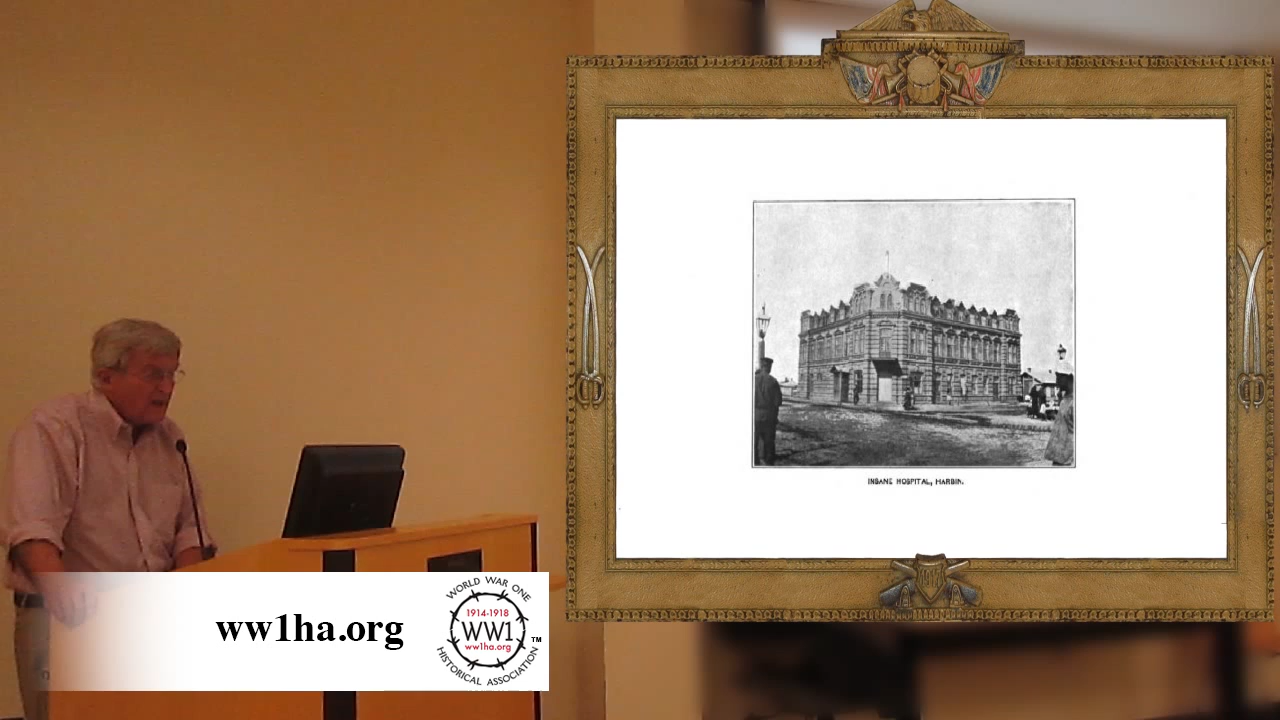 INSANE HOSPITAL, HARBIN.
ww1ha.org
WORLD WAR ONE
1914-1918
WW1
ww1ha.org
HISTORICAL ASSOCIATION
TM